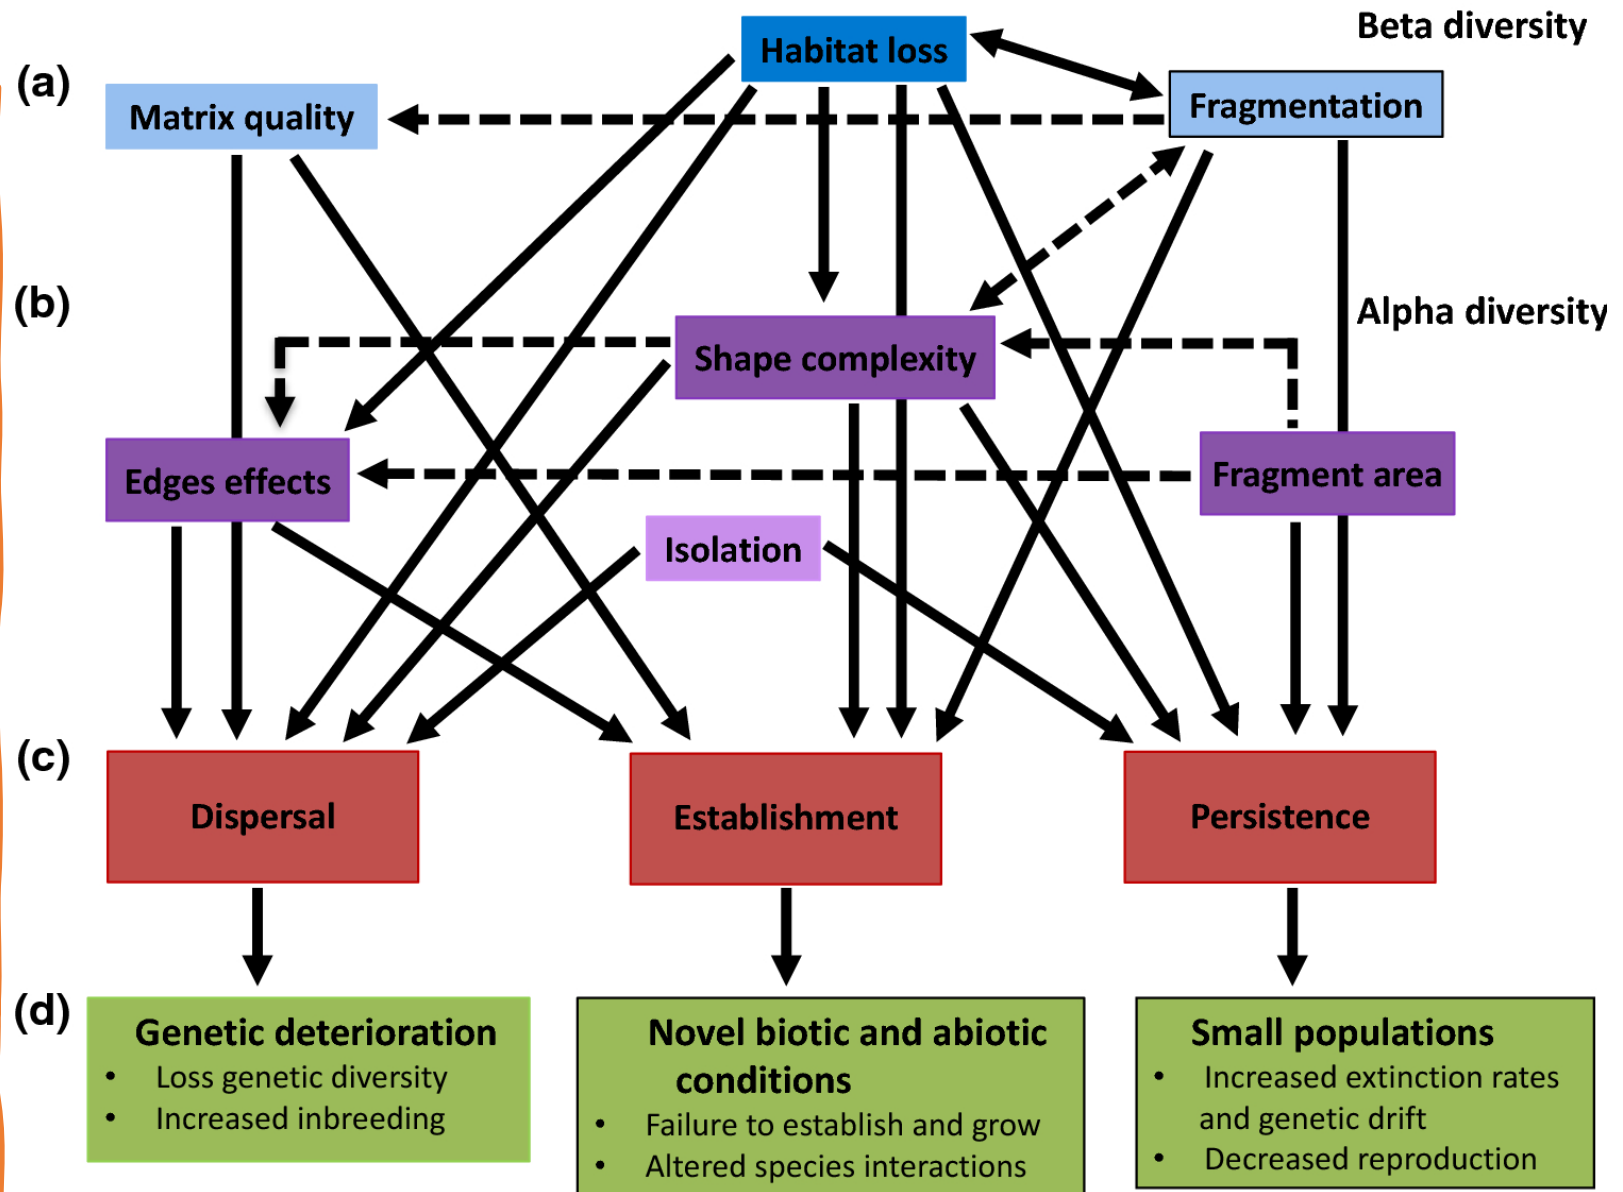 Habitat loss
Beta diversity
(a)
Matrix quality
Fragmentation
(b)
Alpha diversity
Shape complexity
Edges effects
Fragment area
Isolation
(c)
Dispersal
Establishment
Persistence
(d)
Genetic deterioration
• Loss genetic diversity
• Increased inbreeding
Novel biotic and abiotic
conditions
• Failure to establish and grow
• Altered species interactions
Small populations
• Increased extinction rates
and genetic drift
• Decreased reproduction